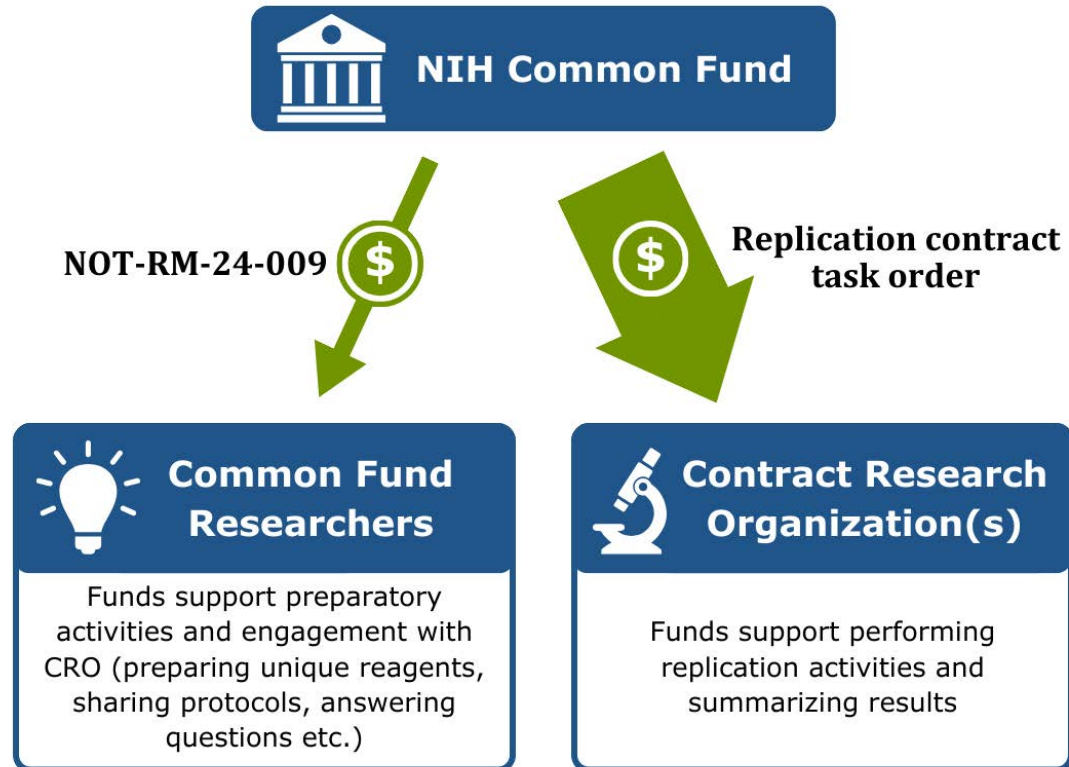 NIH Common Fund
NOT-RM-24-009
$
$
Replication contract
task order
Common Fund
Researchers
Funds support preparatory
activities and engagement with
CRO (preparing unique reagents,
sharing protocols, answering
questions etc.)
Contract Research
Organization(s)
Funds support performing
replication activities and
summarizing results